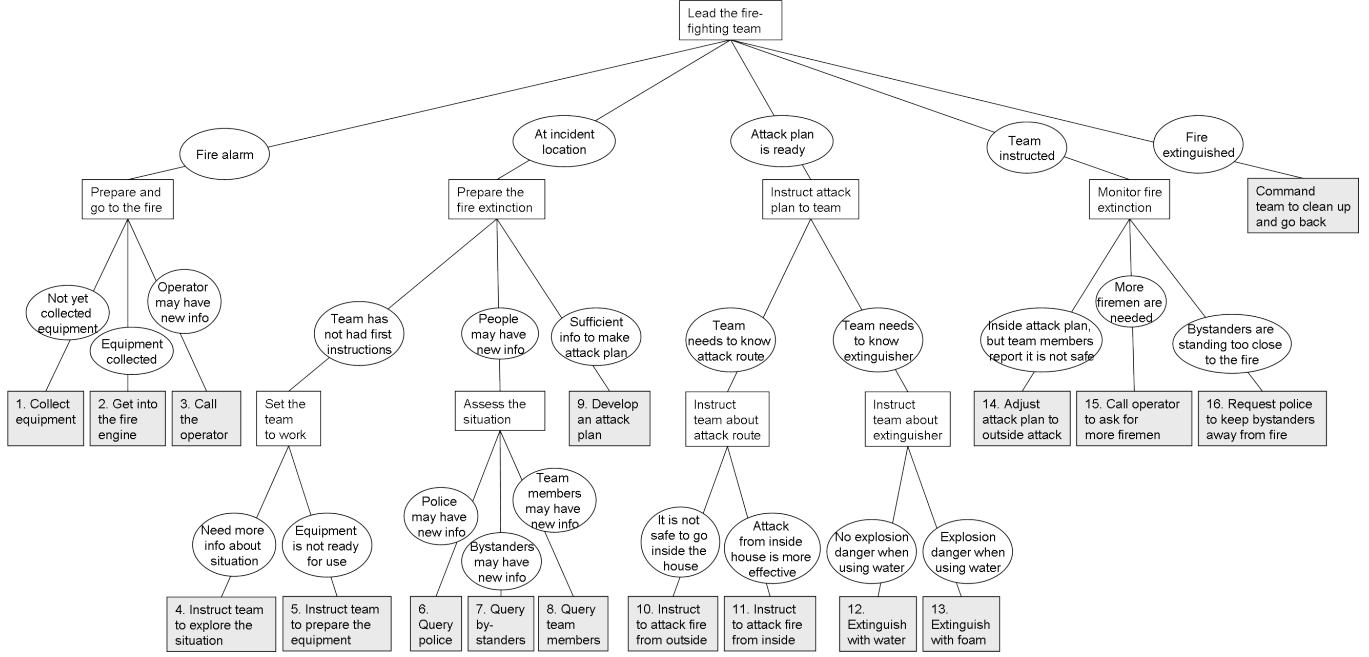 Lead the fire-
fighting team
Fire alarm
At incident
location
Attack plan
is ready
Team
instructed
Fire
extinguished
Prepare and
go to the fire
Prepare the
fire extinction
Instruct attack
plan to team
Monitor fire
extinction
Command
team to clean up
and go back
Not yet
collected
equipment
Equipment
collected
Operator
may have
new info
Team has
not had first
instructions
People
may have
new info
Sufficient
info to make
attack plan
Team
needs to know
attack route
Team needs
to know
extinguisher
Inside attack plan,
but team members
report it is not safe
More
firemen are
needed
Bystanders are
standing too close
to the fire
1. Collect
equipment
2. Get into
the fire
engine
3. Call
the
operator
Set the
team
to work
Assess the
situation
9. Develop
an attack
plan
Instruct
team about
attack route
Instruct
team about
extinguisher
14. Adjust
attack plan to
outside attack
15. Call operator
to ask for
more firemen
16. Request police
to keep bystanders
away from fire
Need more
info about
situation
Equipment
is not ready
for use
Police
may have
new info
Bystanders
may have
new info
Team
members
may have
new info
It is not
safe to go
inside the
house
Attack
from inside
house is more
effective
No explosion
danger when
using water
Explosion
danger when
using water
4. Instruct team
to explore the
situation
5. Instruct team
to prepare the
equipment
6.
Query
police
7. Query
by-
standers
8. Query
team
members
10. Instruct
to attack fire
from outside
11. Instruct
to attack fire
from inside
12.
Extinguish
with water
13.
Extinguish
with foam